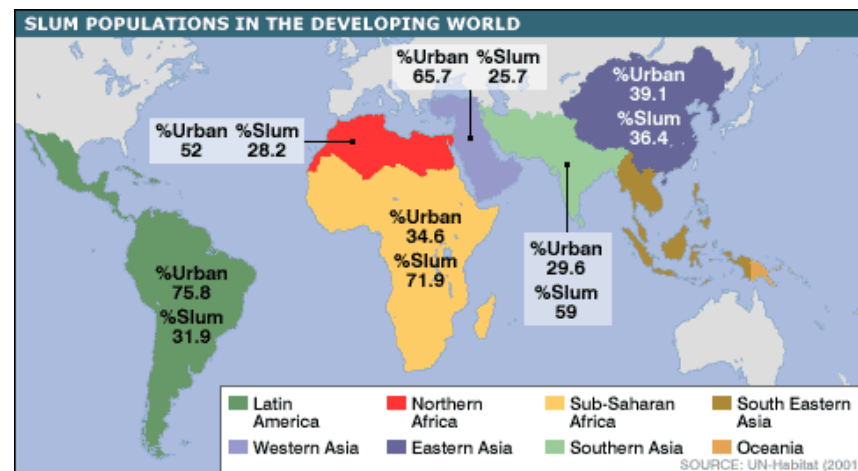 SLUM POPULATIONS IN THE DEVELOPING WORLD
%Urban %Slum
65.7 25.7
%Urban
39.1
%Slum
36.4
%Urban %Slum
52 28.2
%Urban
34.6
%Slum
71.9
%Urban
29.6
%Slum
59
%Urban
75.8
%Slum
31.9
Latin
America
Northern
Africa
Sub-Saharan
Africa
South Eastern
Asia
Western Asia
Eastern Asia
Southern Asia
Oceania
SOURCE: UN-Habitat (2001